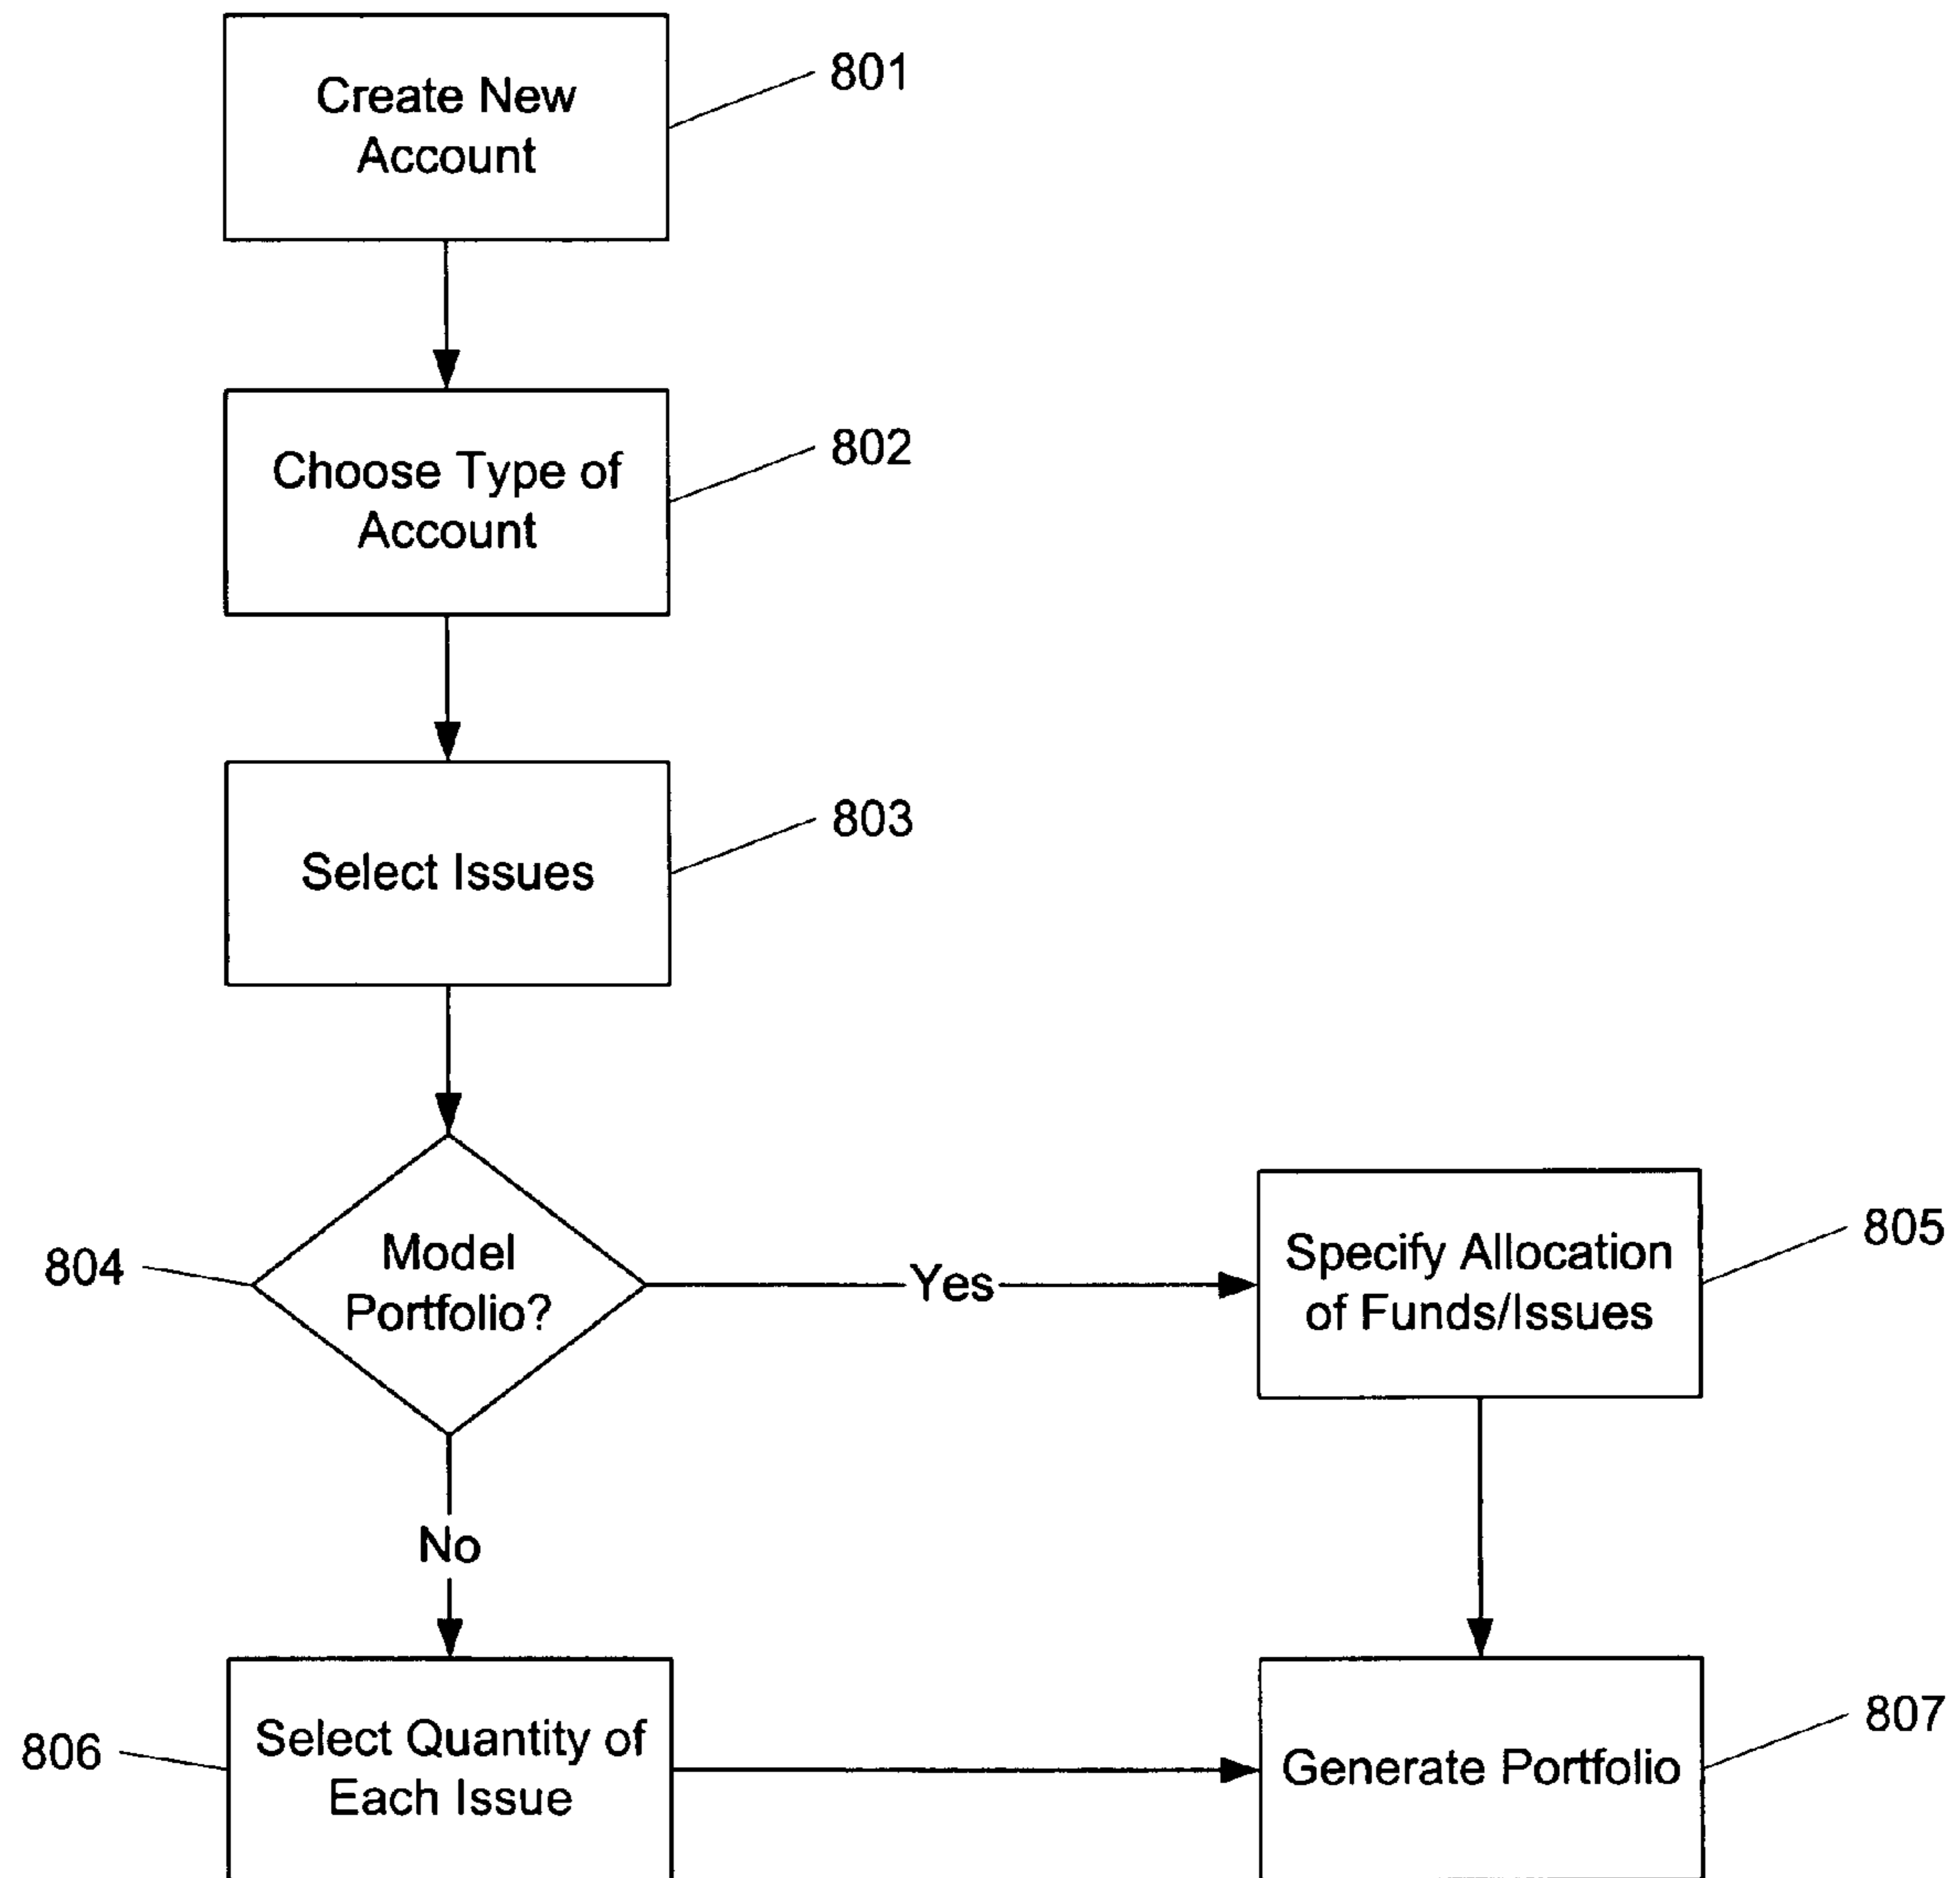 Create New
Account
801
Choose Type of
Account
802
Select Issues
803
804
Model
Portfolio?
Yes
Specify Allocation
of Funds/Issues
805
No
806
Select Quantity of
Each Issue
Generate Portfolio
807